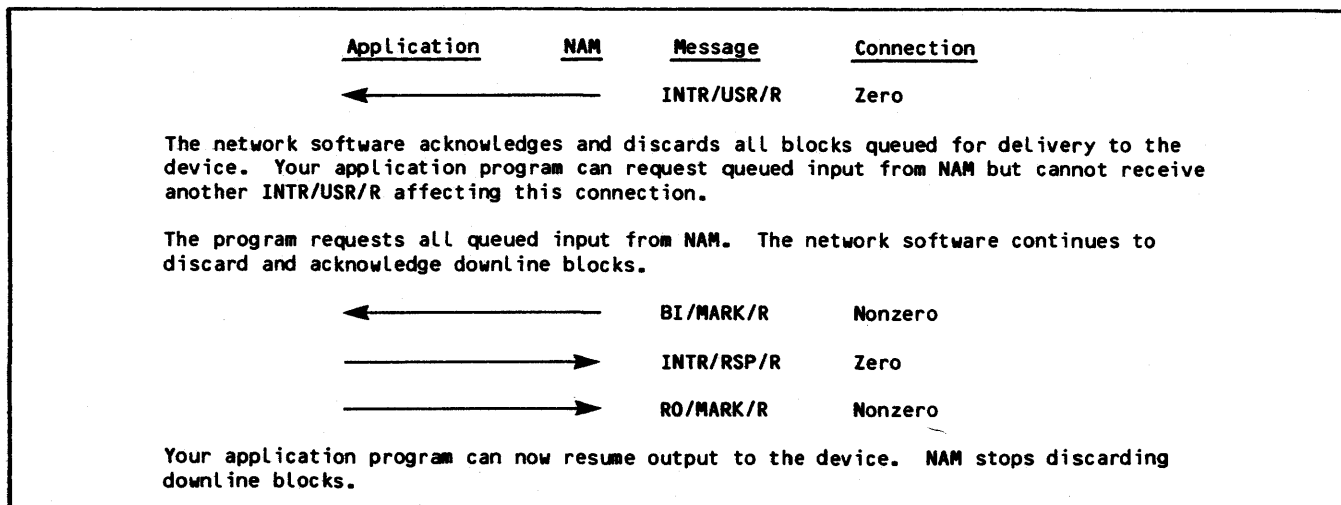 Application NAM Message Connection
INTR/USR/R Zero
The network software acknowledges and discards all blocks queued for delivery to the
device. Your application program can request queued input from NAM but cannot receive
another INTR/USR/R affecting this connection.
The program requests all queued input from NAM. The network software continues to
discard and acknowledge downline blocks.
BI/MARK/R Nonzero
INTR/RSP/R Zero
RO/MARK/R Nonzero
Your application program can now resume output to the device. NAM stops discarding
downline blocks.